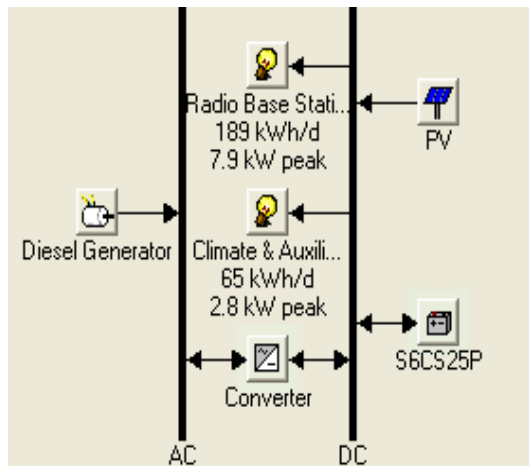 Radio Base Stati...
189 kWh/d
7.9 kW peak
PV
Diesel Generator
Climate & Auxili...
65 kWh/d
2.8 kW peak
S6CS25P
Converter
AC
DC